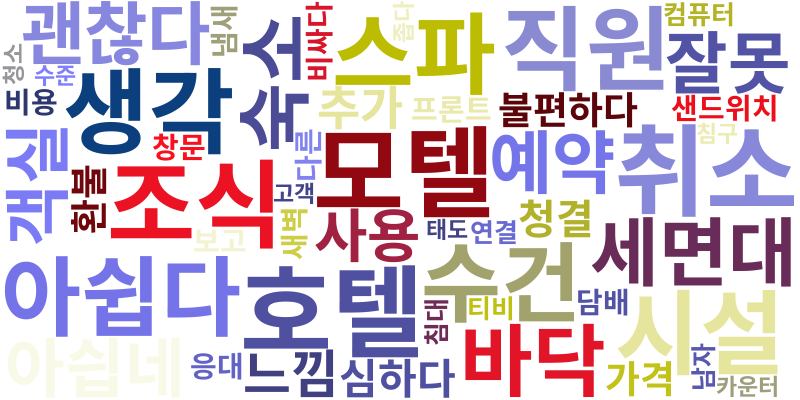 괜찮다
냄새
숙소
비싸다
스파
좁다
직원
컴퓨터
잘못
청소
수준
비용
생각
추가
프론트
불편하다
샌드위치
침구
객실
창문
다른
모텔
예약
취소
환불
조식
고객
새벽
사용
태도
연결
청결
세면대
보고
아쉽다
호텔
수건
티비
담배
시설
침대
아십네
응대
느낌
심하다
바닥
가격
남자
카운터